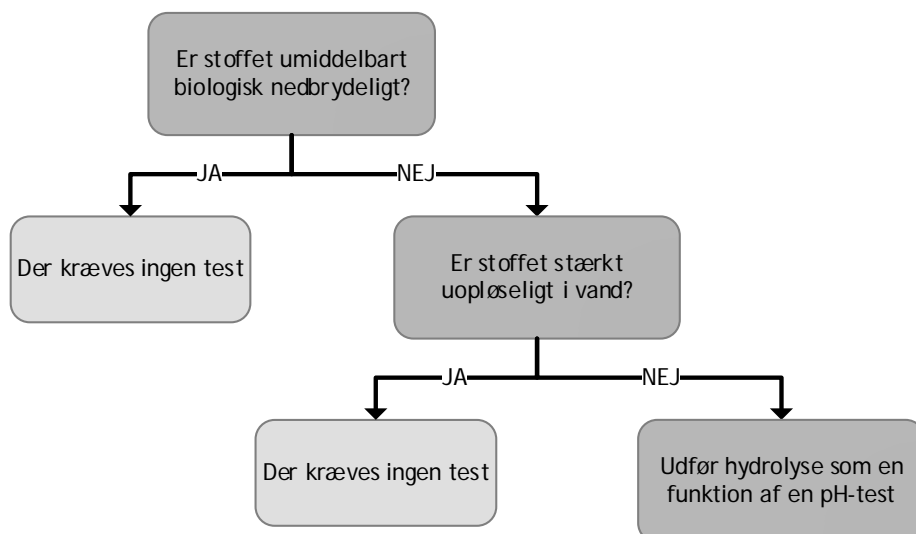 Er stoffet umiddelbart
biologisk nedbrydeligt?
JA
NEJ
Der kræves ingen test
Er stoffet stærkt
uopløseligt i vand?
JA
NEJ
Der kræves ingen test
Udfør hydrolyse som en
funktion af en pH-test